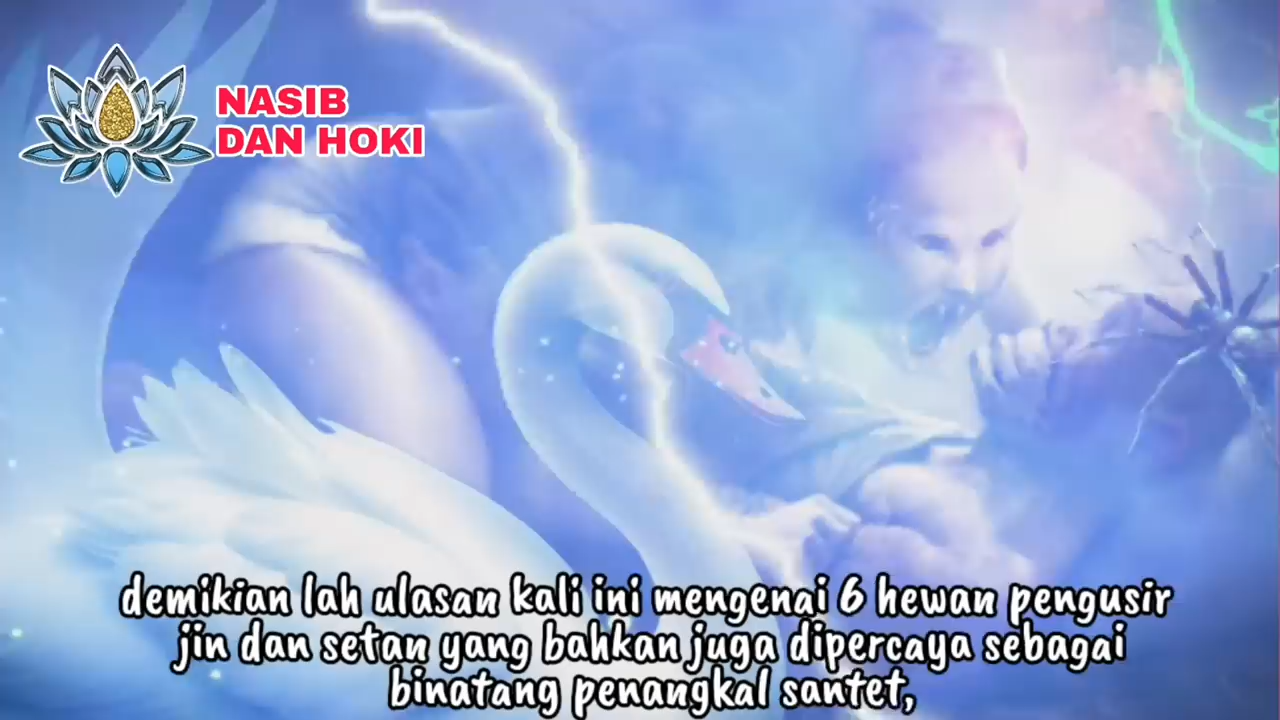 NASIB
DAN HOKI
demikian lah ulasan kali ini mengenai 6 hewan pengusir
jin dan setan yang bahkan juga dipercaya sebagai
binatang penangkal santet,